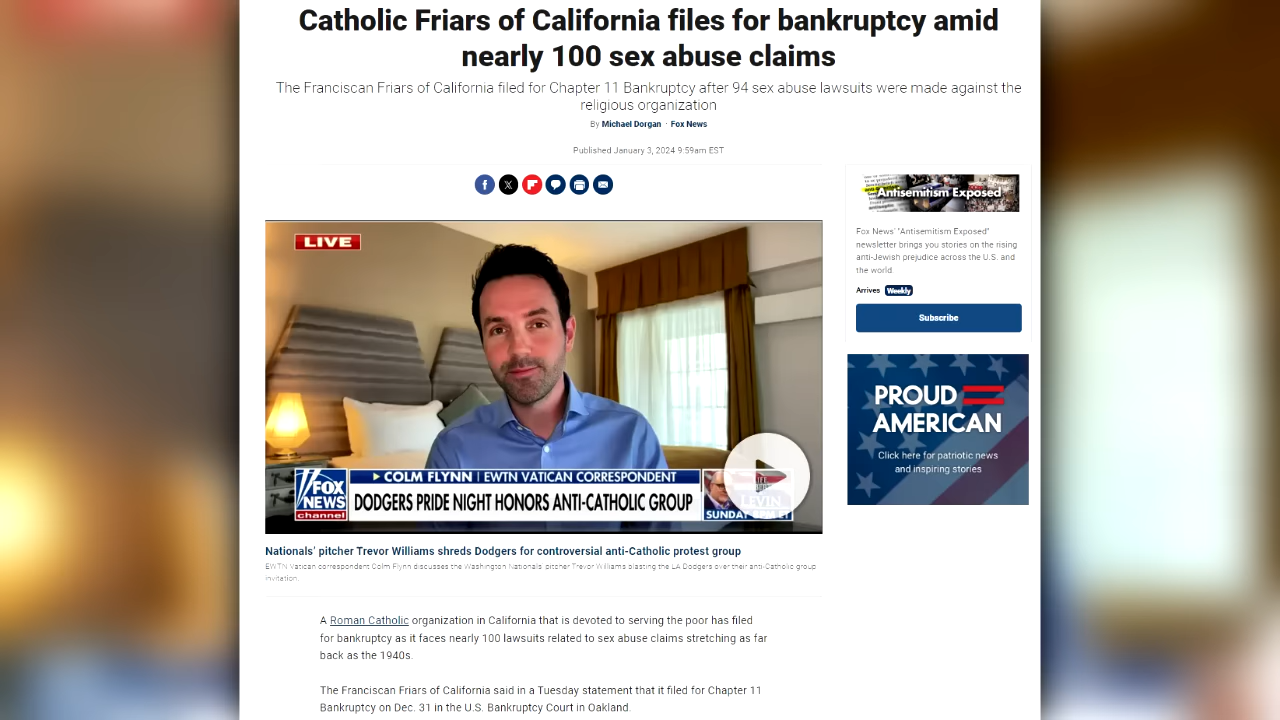 Catholic Friars of California files for bankruptcy amid
nearly 100 sex abuse claims
The Franciscan Friars of California filed for Chapter 11 Bankruptcy after 94 sex abuse lawsuits were made against the
religious organization
By Michael Dorgan · Fox News
Published January 3, 2024 9:59am EST
LIVE
COLM FLYNN | EWTN VATICAN CORRESPONDENT
FOX
NEWS
channel
DODGERS PRIDE NIGHT HONORS ANTI-CATHOLIC GROUP
LEVIN
SUNDAY 8PM ET
Nationals' pitcher Trevor Williams shreds Dodgers for controversial anti-Catholic protest group
EWTN Vatican correspondent Colm Flynn discusses the Washington Nationals' pitcher Trevor Williams blasting the LA Dodgers over their anti-Catholic group
invitation.
A Roman Catholic organization in California that is devoted to serving the poor has filed
for bankruptcy as it faces nearly 100 lawsuits related to sex abuse claims stretching as far
back as the 1940s.
The Franciscan Friars of California said in a Tuesday statement that it filed for Chapter 11
Bankruptcy on Dec. 31 in the U.S. Bankruptcy Court in Oakland.
Antisemitism Exposed
Fox News' "Antisemitism Exposed"
newsletter brings you stories on the rising
anti-Jewish prejudice across the U.S. and
the world.
Arrives Weekly
Subscribe
PROUD
AMERICAN
Click here for patriotic news
and inspiring stories